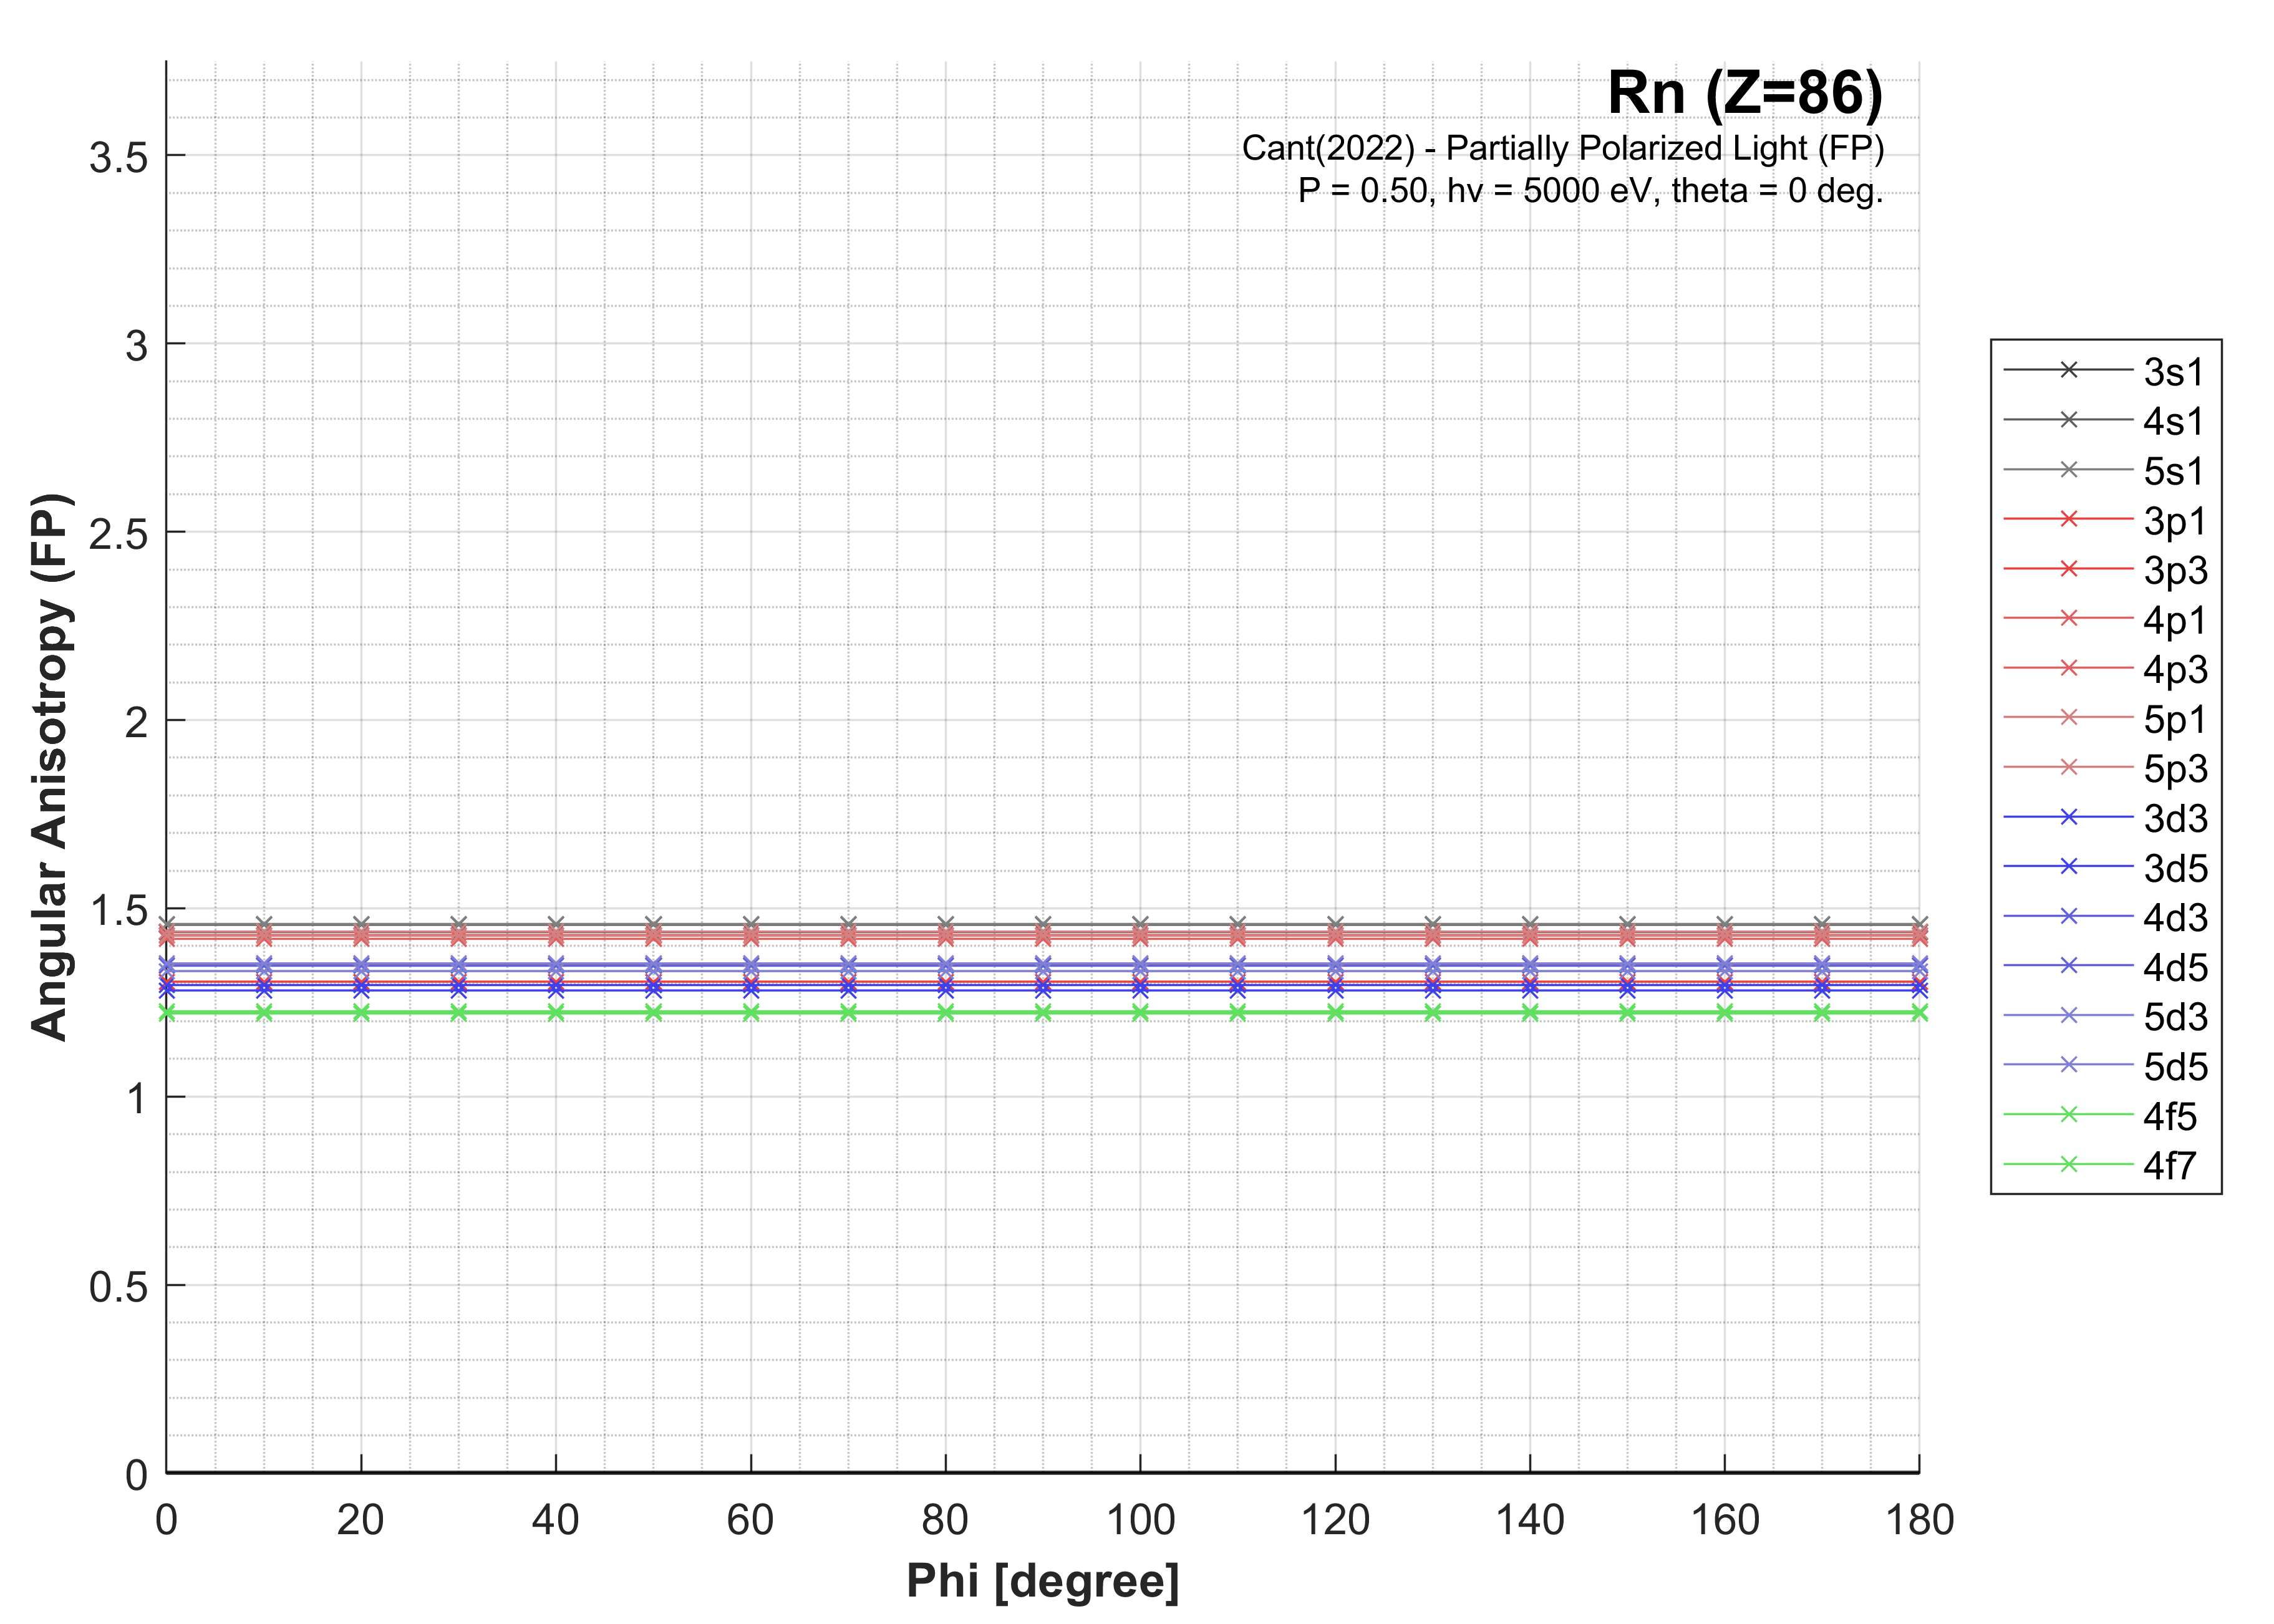 Rn (Z=86)
Cant(2022) - Partially Polarized Light (FP)
P = 0.50, hv = 5000 eV, theta = 0 deg.
Angular Anisotropy (FP)
3.5
3
2.5
2
1.5
1
0.5
0
0 20 40 60 80 100 120 140 160 180
Phi [degree]
3s1
4s1
5s1
3p1
3p3
4p1
4p3
5p1
5p3
3d3
3d5
4d3
4d5
5d3
5d5
4f5
4f7